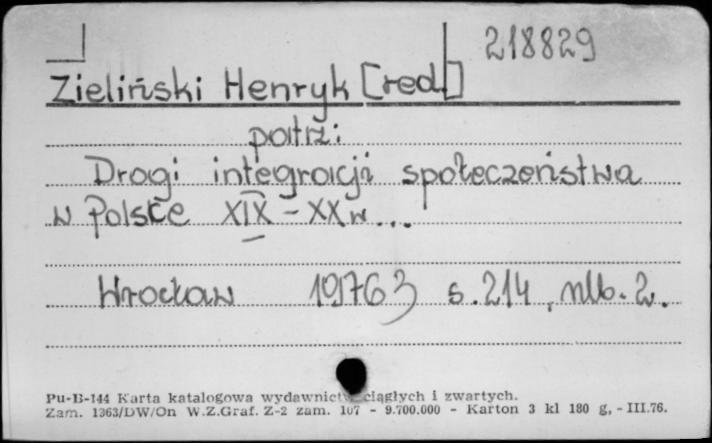 218829
Zieliński Henryk [red.]
patrz:
Drogi integracji społeczeństwa
w Polsce XIX - XX w...
Wrocław 1976 s. 214, nlb. 2.
Pu-B-144 Karta katalogowa wydawnictw ciągłych i zwartych.
Zam. 1363/DW/On W.Z.Graf. Z-2 zam. 107 - 9.700.000 - Karton 3 kl 180 g, - III.76.